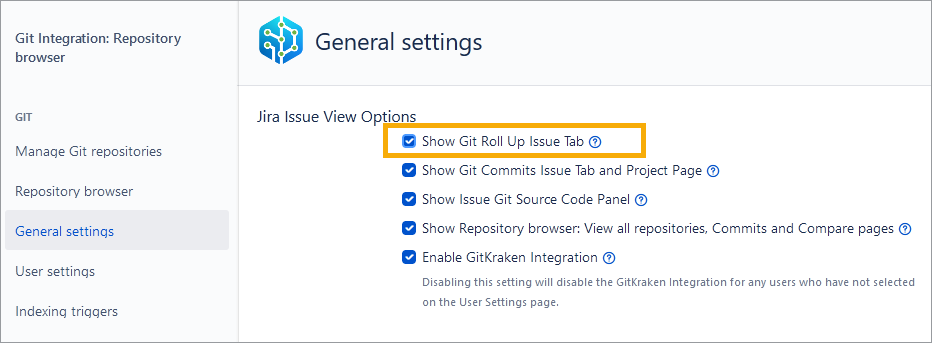 Git Integration: Repository
browser
GIT
Manage Git repositories
Repository browser
General settings
User settings
Indexing triggers
General settings
Jira Issue View Options
Show Git Roll Up Issue Tab ?
Show Git Commits Issue Tab and Project Page ?
Show Issue Git Source Code Panel ?
Show Repository browser: View all repositories, Commits and Compare pages ?
Enable GitKraken Integration ?
Disabling this setting will disable the GitKraken Integration for any users who have not selected
on the User Settings page.